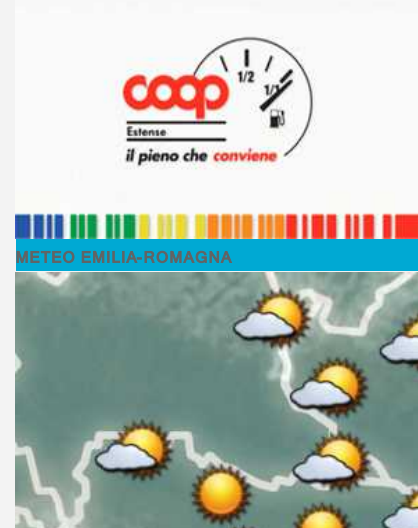 1/2
1/1
coop
Estense
il pieno che conviene
METEO EMILIA-ROMAGNA